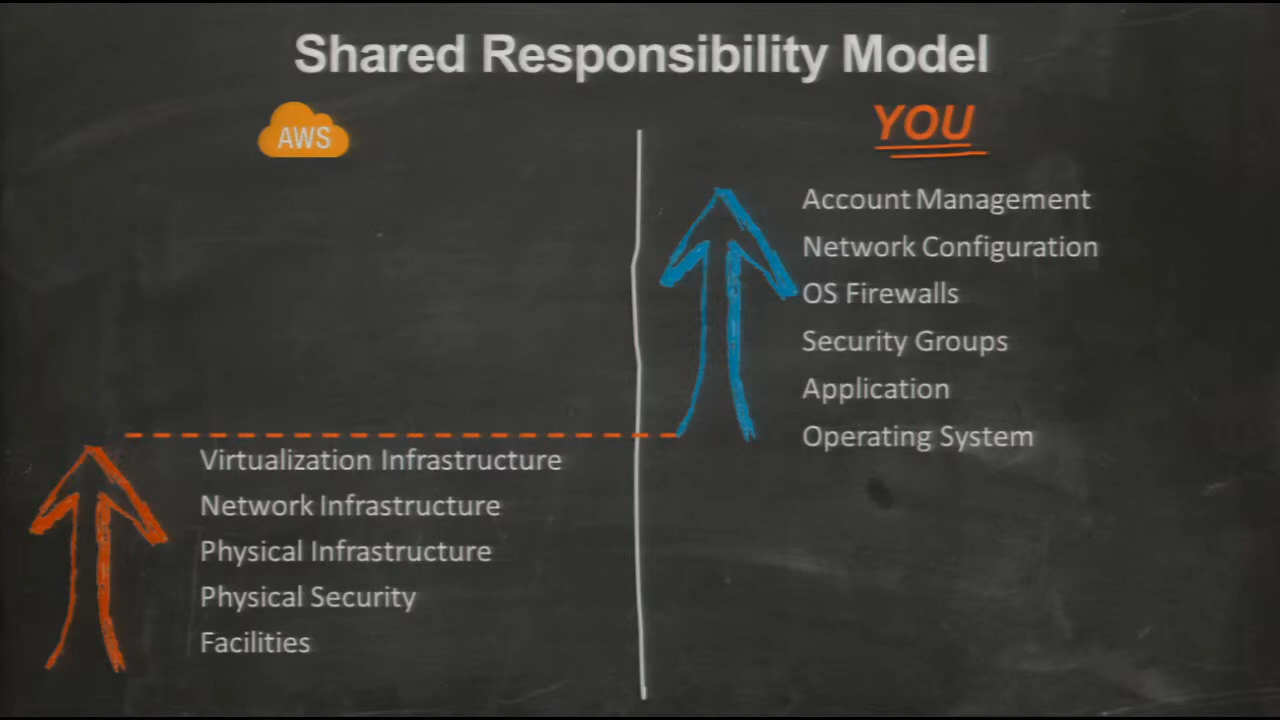 Shared Responsibility Model
AWS
Virtualization Infrastructure
Network Infrastructure
Physical Infrastructure
Physical Security
Facilities
YOU
Account Management
Network Configuration
OS Firewalls
Security Groups
Application
Operating System